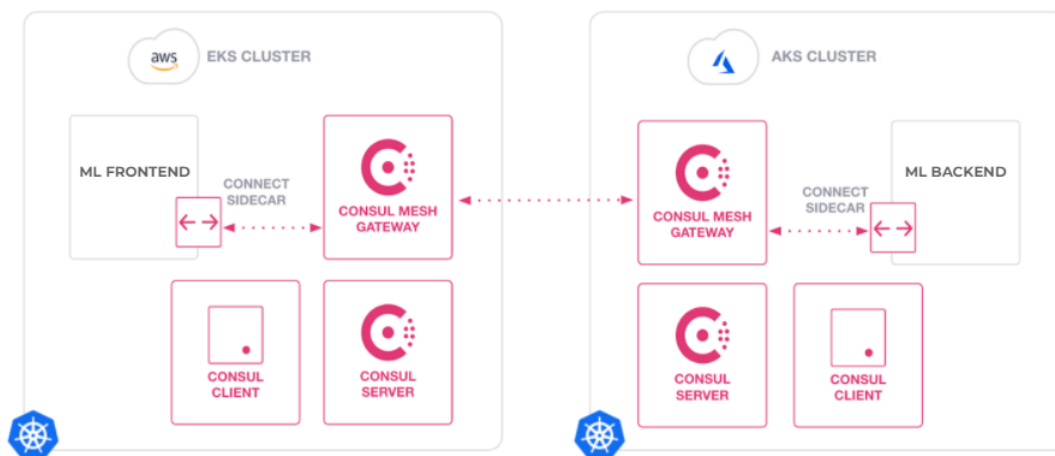 aws
EKS CLUSTER
ML FRONTEND
CONNECT
SIDECAR
CONSUL MESH
GATEWAY
CONSUL
CLIENT
CONSUL
SERVER
AKS CLUSTER
CONSUL MESH
GATEWAY
CONNECT
SIDECAR
ML BACKEND
CONSUL
SERVER
CONSUL
CLIENT